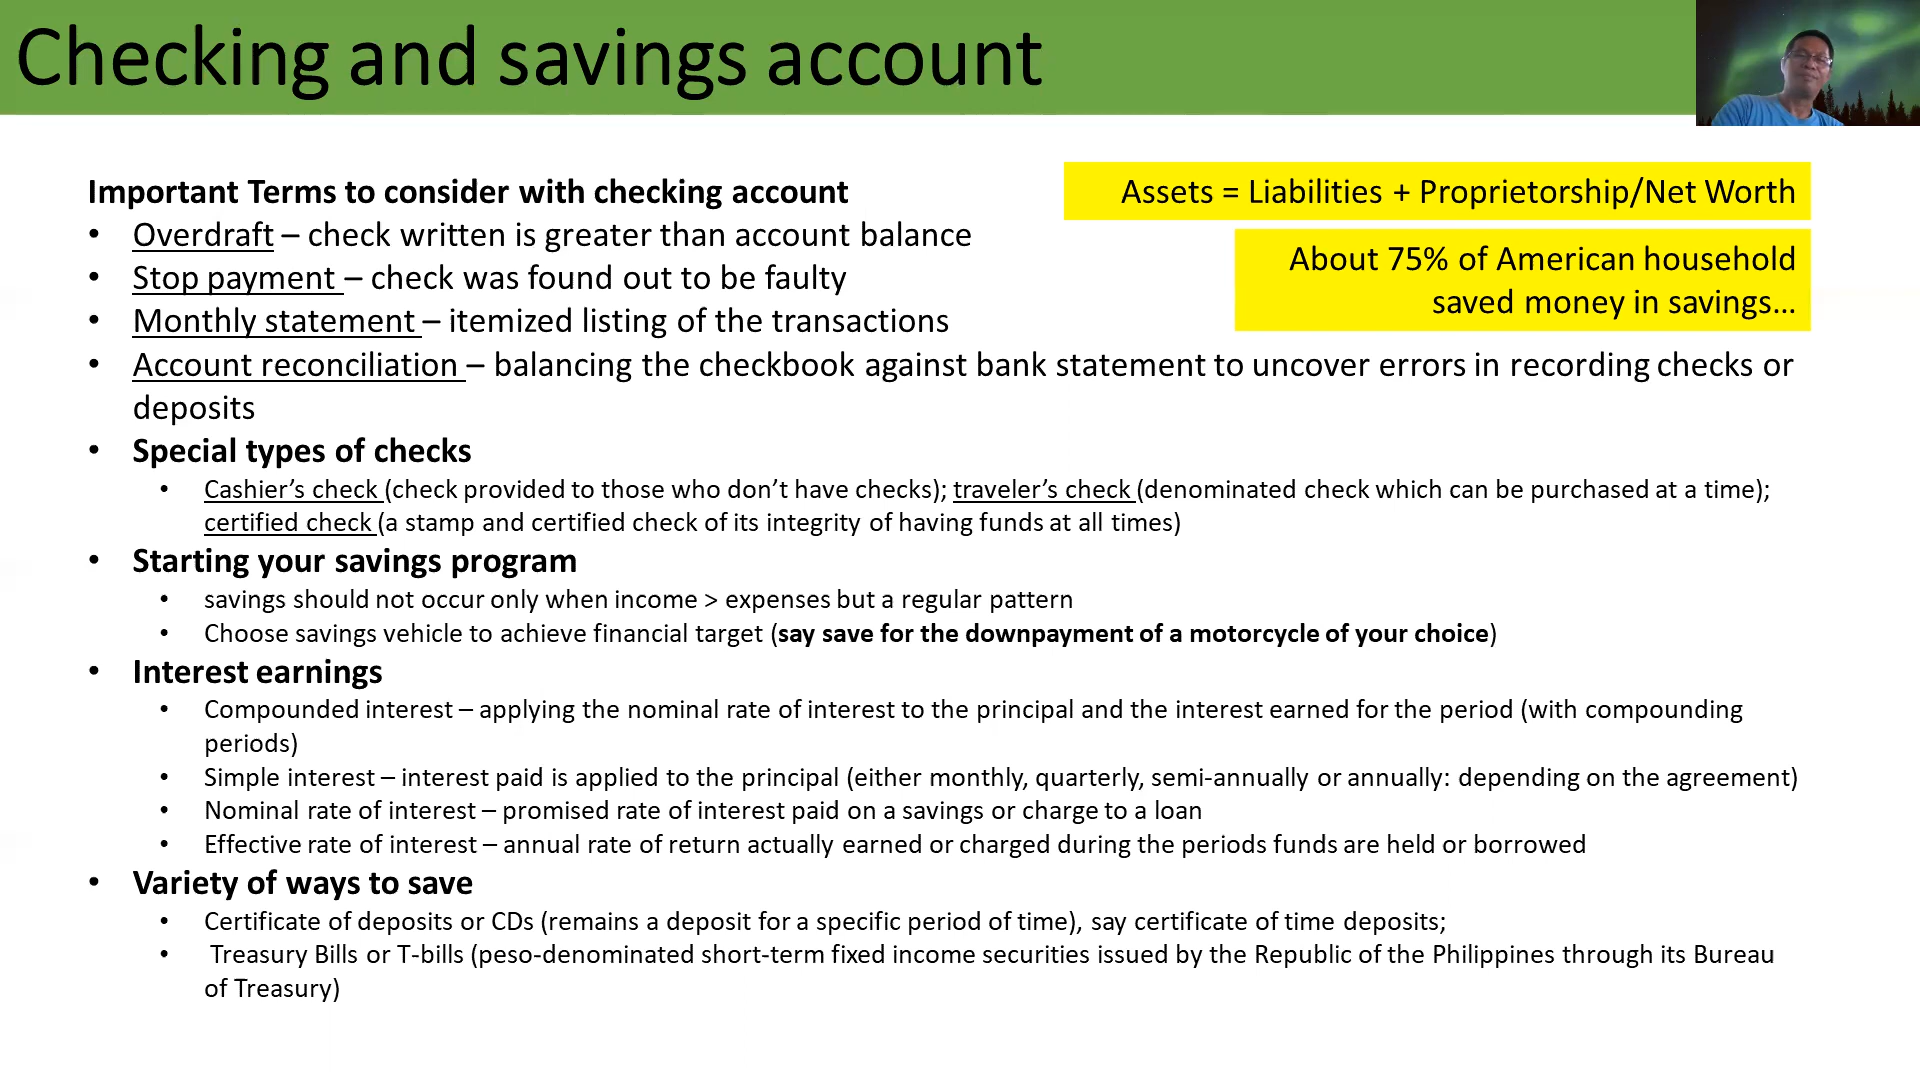 Checking and savings account
Important Terms to consider with checking account
Assets = Liabilities + Proprietorship/Net Worth
• Overdraft – check written is greater than account balance
About 75% of American household
saved money in savings…
• Stop payment – check was found out to be faulty
• Monthly statement – itemized listing of the transactions
• Account reconciliation – balancing the checkbook against bank statement to uncover errors in recording checks or
deposits
• Special types of checks
• Cashier’s check (check provided to those who don’t have checks); traveler’s check (denominated check which can be purchased at a time);
certified check (a stamp and certified check of its integrity of having funds at all times)
• Starting your savings program
• savings should not occur only when income > expenses but a regular pattern
• Choose savings vehicle to achieve financial target (say save for the downpayment of a motorcycle of your choice)
• Interest earnings
• Compounded interest – applying the nominal rate of interest to the principal and the interest earned for the period (with compounding
periods)
• Simple interest – interest paid is applied to the principal (either monthly, quarterly, semi-annually or annually: depending on the agreement)
• Nominal rate of interest – promised rate of interest paid on a savings or charge to a loan
• Effective rate of interest – annual rate of return actually earned or charged during the periods funds are held or borrowed
• Variety of ways to save
• Certificate of deposits or CDs (remains a deposit for a specific period of time), say certificate of time deposits;
• Treasury Bills or T-bills (peso-denominated short-term fixed income securities issued by the Republic of the Philippines through its Bureau
of Treasury)